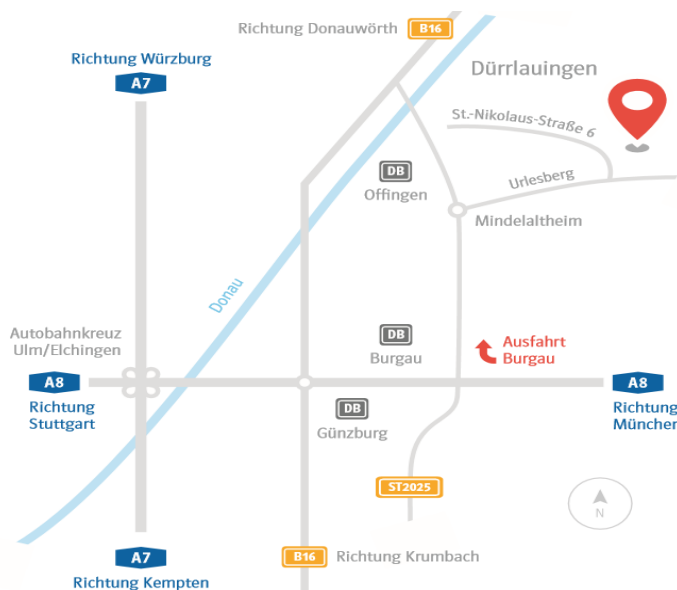 Richtung Donauwörth
B16
Richtung Würzburg
A7
Dürrlauingen
St.-Nikolaus-Straße 6
DB
Offingen
Urlesberg
Mindelaltheim
Donau
Autobahnkreuz
Ulm/Elchingen
DB
Burgau
Ausfahrt
Burgau
A8
Richtung
Stuttgart
A8
Richtung
München
DB
Günzburg
ST2025
N
A7
Richtung Kempten
B16
Richtung Krumbach